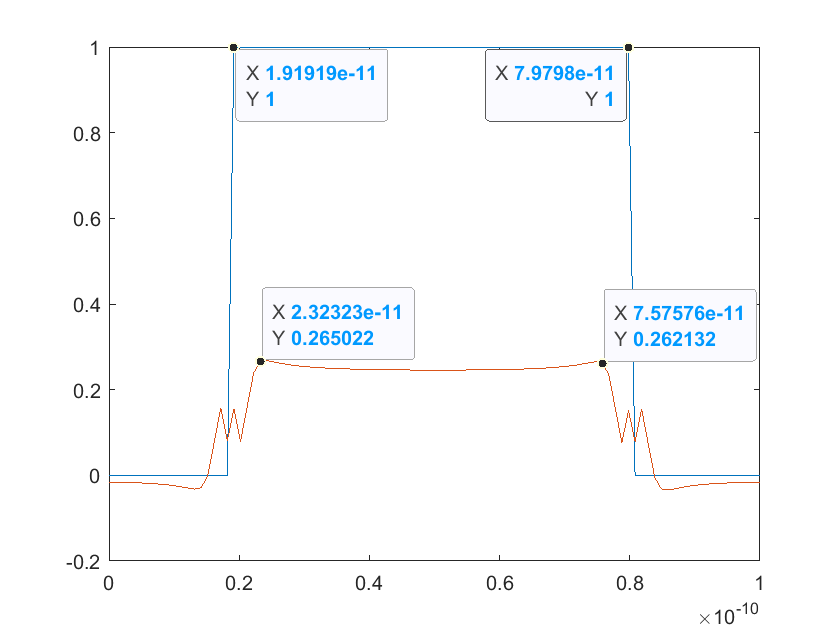 1
X 1.91919e-11
Y 1
X 7.9798e-11
Y 1
0.8
0.6
0.4
X 2.32323e-11
Y 0.265022
X 7.57576e-11
Y 0.262132
0.2
0
-0.2
0 0.2 0.4 0.6 0.8 1
×10-10